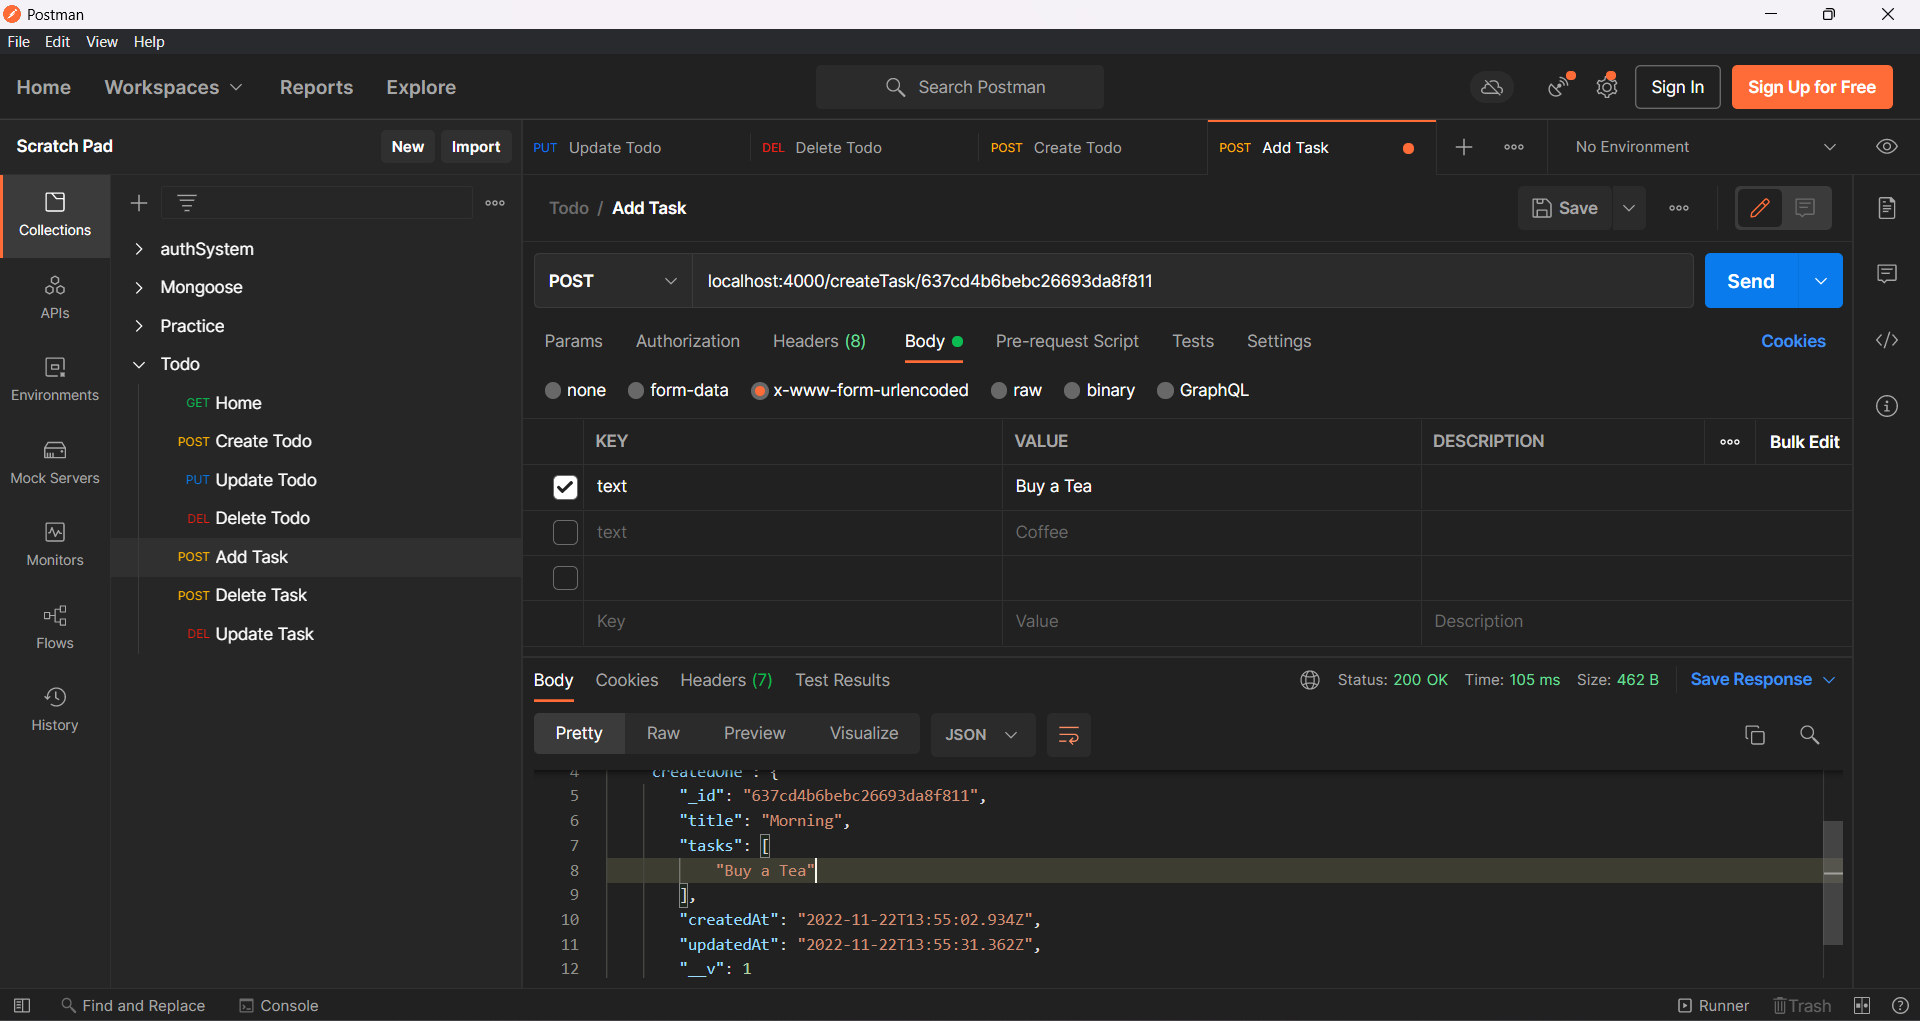 Postman
File Edit View Help
Home Workspaces Reports Explore Search Postman Sign In Sign Up for Free
Scratch Pad New Import PUT Update Todo DEL Delete Todo POST Create Todo POST Add Task No Environment
Collections
APIs
Environments
Mock Servers
Monitors
Flows
History
authSystem
Mongoose
Practice
Todo
GET Home
POST Create Todo
PUT Update Todo
DEL Delete Todo
POST Add Task
POST Delete Task
DEL Update Task
Todo / Add Task Save
POST localhost:4000/createTask/637cd4b6bebc26693da8f811 Send
Params Authorization Headers (8) Body Pre-request Script Tests Settings Cookies
none form-data x-www-form-urlencoded raw binary GraphQL
KEY VALUE DESCRIPTION Bulk Edit
text Buy a Tea
text Coffee
Key Value Description
Body Cookies Headers (7) Test Results Status: 200 OK Time: 105 ms Size: 462 B Save Response
Pretty Raw Preview Visualize JSON
4 "createdOne": {
5 "_id": "637cd4b6bebc26693da8f811",
6 "title": "Morning",
7 "tasks": [
8 "Buy a Tea"
9 ],
10 "createdAt": "2022-11-22T13:55:02.934Z",
11 "updatedAt": "2022-11-22T13:55:31.362Z",
12 "__v": 1
Find and Replace Console Runner Trash